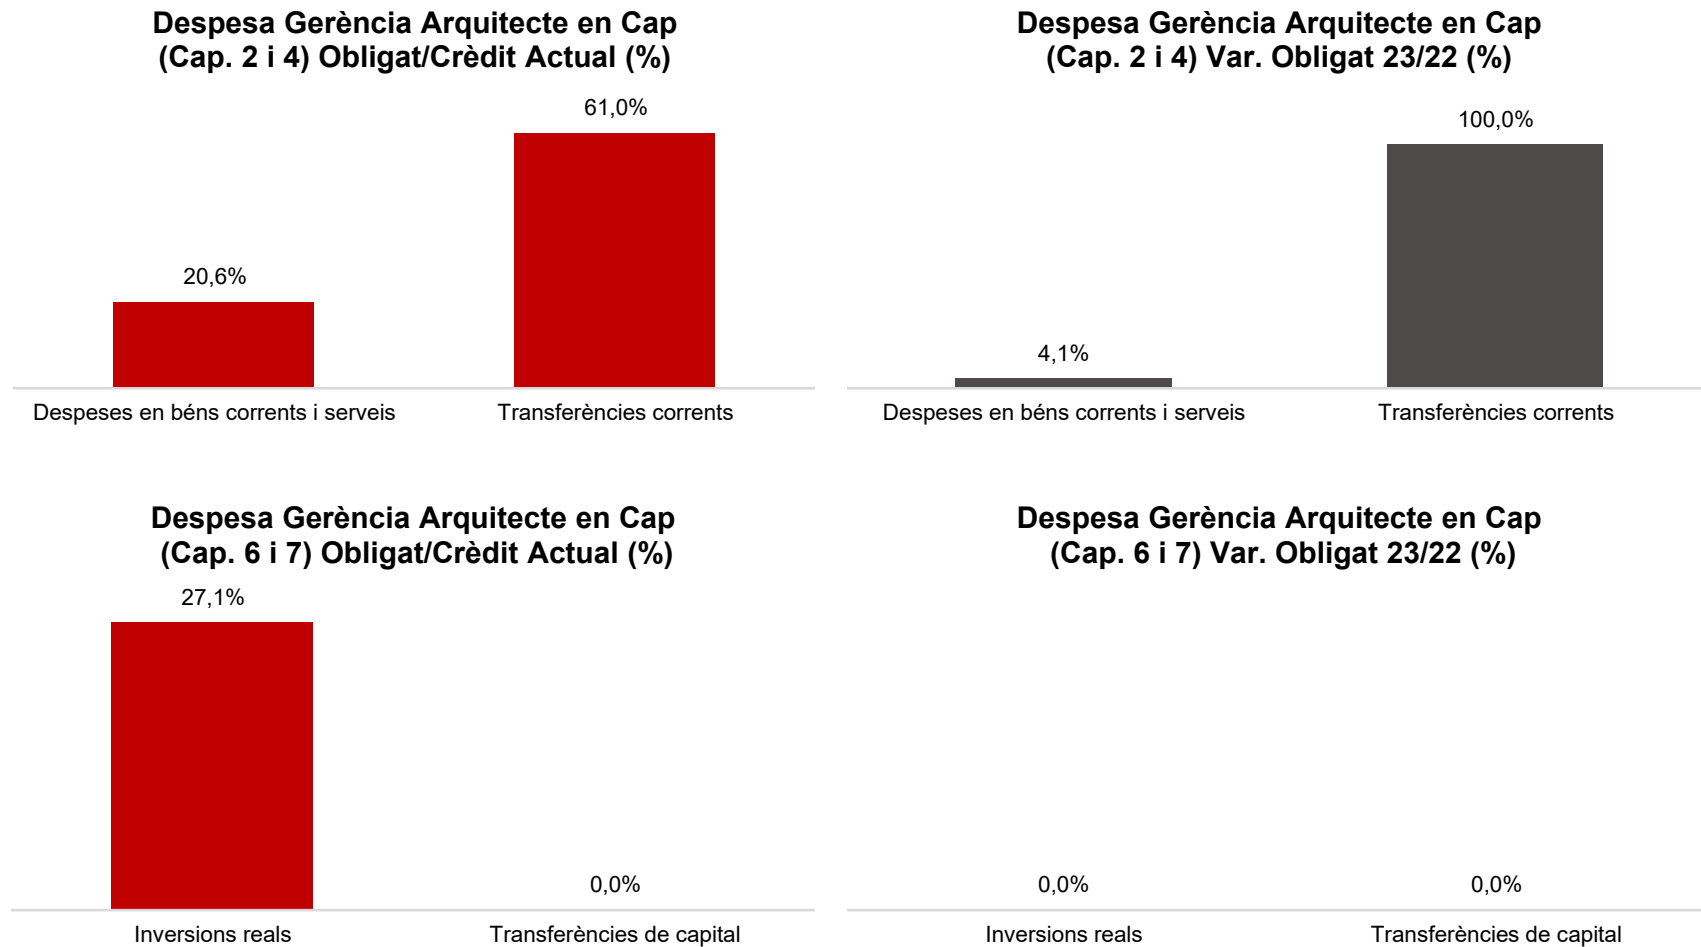 Despesa Gerència Arquitecte en Cap
(Cap. 2 i 4) Obligat/Crèdit Actual (%)
61,0%
20,6%
Despeses en béns corrents i serveis
Transferències corrents
Despesa Gerència Arquitecte en Cap
(Cap. 2 i 4) Var. Obligat 23/22 (%)
100,0%
4,1%
Despeses en béns corrents i serveis
Transferències corrents
Despesa Gerència Arquitecte en Cap
(Cap. 6 i 7) Obligat/Crèdit Actual (%)
27,1%
0,0%
Inversions reals
Transferències de capital
Despesa Gerència Arquitecte en Cap
(Cap. 6 i 7) Var. Obligat 23/22 (%)
0,0%
0,0%
Inversions reals
Transferències de capital